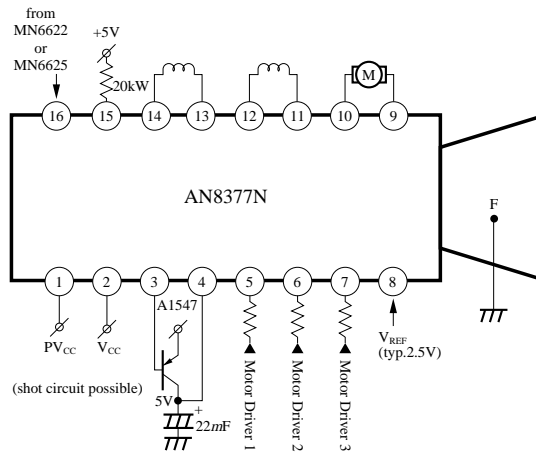 from
MN6622
or
MN6625
+5V
20kW
M
16
15
14
13
12
11
10
9
AN8377N
F
1
2
3
4
5
6
7
8
A1547
PVCC
VCC
VREF
(typ.2.5V)
(shot circuit possible)
5V
+
22mF
Motor Driver 1
Motor Driver 2
Motor Driver 3